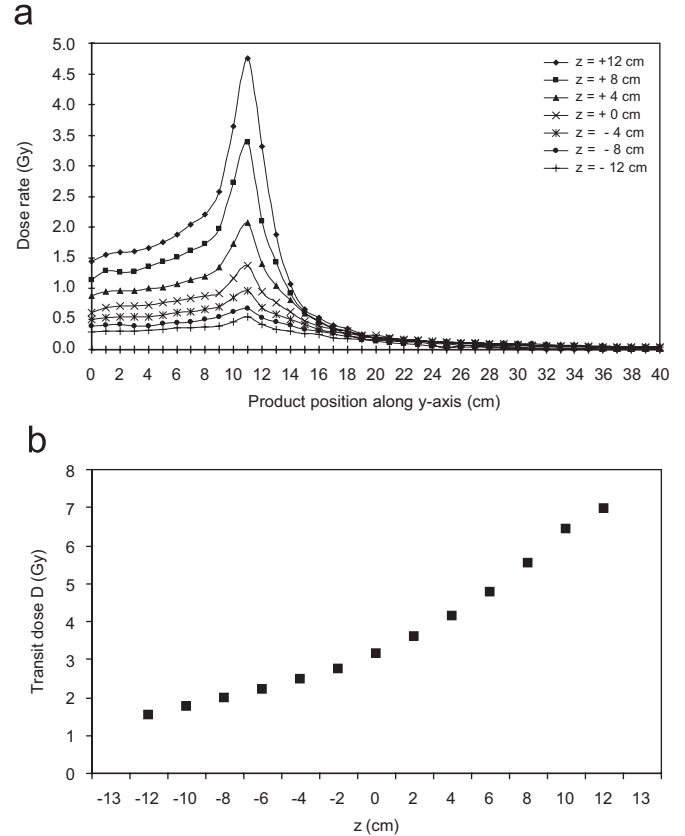 a
Dose rate (Gy)
5.0
4.5
4.0
3.5
3.0
2.5
2.0
1.5
1.0
0.5
0.0
z = +12 cm
z = + 8 cm
z = + 4 cm
z = + 0 cm
z = - 4 cm
z = - 8 cm
z = - 12 cm
0 2 4 6 8 10 12 14 16 18 20 22 24 26 28 30 32 34 36 38 40
Product position along y-axis (cm)
b
Transit dose D (Gy)
8
7
6
5
4
3
2
1
0
-13 -12 -10 -8 -6 -4 -2 0 2 4 6 8 10 12 13
z (cm)